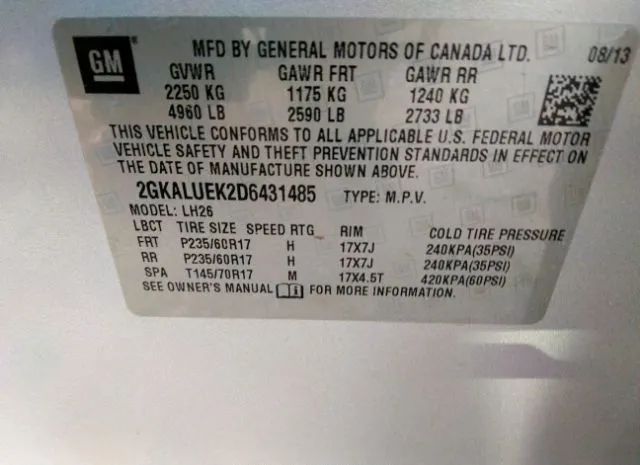 GM MFD BY GENERAL MOTORS OF CANADA LTD. 08/13
GVWR GAWR FRT GAWR RR
2250 KG 1175 KG 1240 KG
4960 LB 2590 LB 2733 LB
THIS VEHICLE CONFORMS TO ALL APPLICABLE U.S. FEDERAL MOTOR
VEHICLE SAFETY AND THEFT PREVENTION STANDARDS IN EFFECT ON
THE DATE OF MANUFACTURE SHOWN ABOVE.
2GKALUEK2D6431485 TYPE: M.P.V.
MODEL: LH26
LBCT TIRE SIZE SPEED RTG RIM COLD TIRE PRESSURE
FRT P235/60R17 H 17X7J 240KPA(35PSI)
RR P235/60R17 H 17X7J 240KPA(35PSI)
SPA T145/70R17 M 17X4.5T 420KPA(60PSI)
SEE OWNER'S MANUAL FOR MORE INFORMATION.